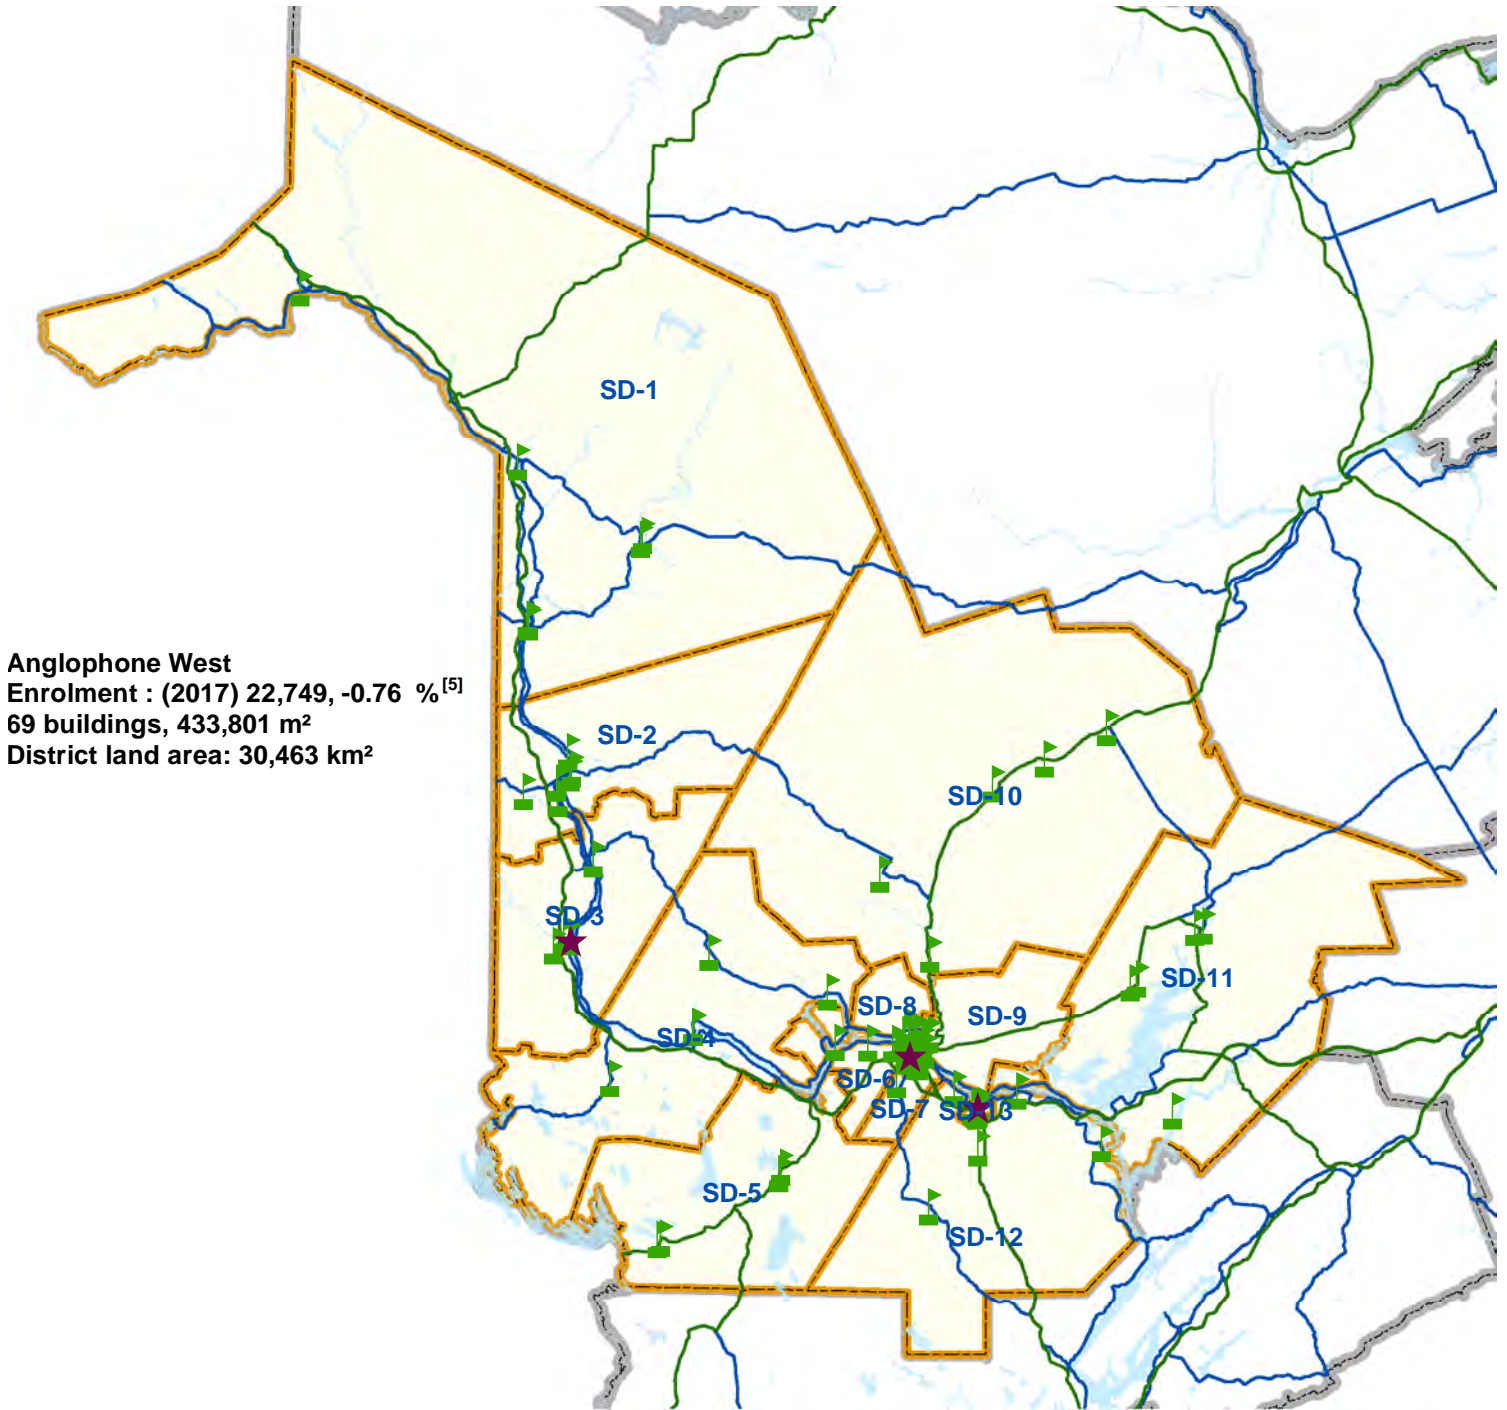 SD-1
Anglophone West
Enrolment : (2017) 22,749, -0.76 % [5]
69 buildings, 433,801 m²
District land area: 30,463 km²
SD-2
SD-10
SD-3
SD-11
SD-8
SD-9
SD-4
SD-6
SD-7
SD-13
SD-5
SD-12